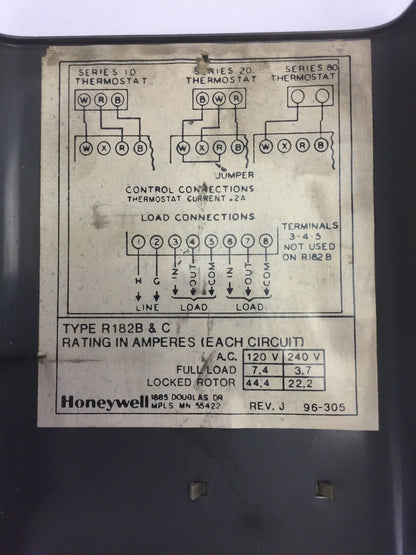 SERIES 10 THERMOSTAT
SERIES 20 THERMOSTAT
SERIES 80 THERMOSTAT
W R B
B W R
W X R B
W X R B
W X R B
JUMPER
CONTROL CONNECTIONS
THERMOSTAT CURRENT .2A
LOAD CONNECTIONS
1 2 3 4 5 6 7 8
TERMINALS
3-4-5
NOT USED
ON R182B
H G IN OUT COM IN OUT COM
LINE LOAD LOAD
TYPE R182B & C
RATING IN AMPERES (EACH CIRCUIT)
A.C. 120 V 240 V
FULL LOAD 7.4 3.7
LOCKED ROTOR 44.4 22.2
Honeywell 1885 DOUGLAS DR
MPLS MN 55422 REV. J 96-305